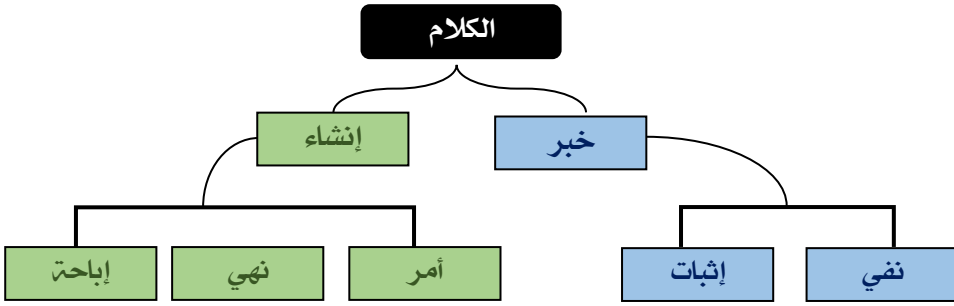 الكلام
خبر
إنشاء
نفي
إثبات
أمر
نهي
إباحة